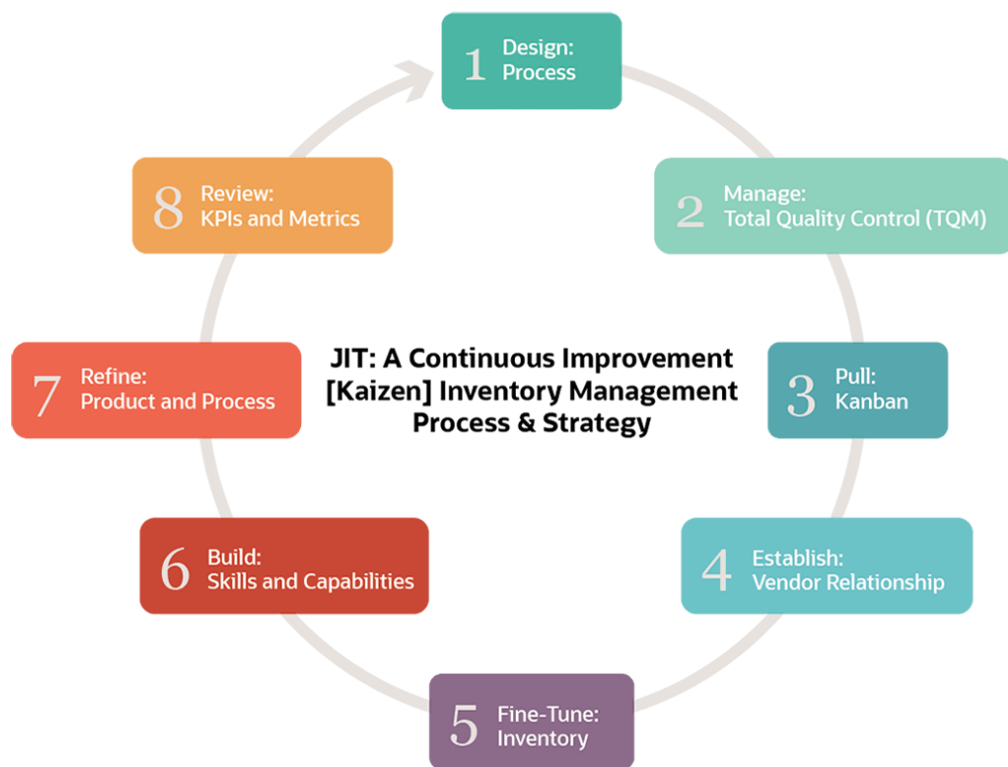 1 Design:
Process
2 Manage:
Total Quality Control (TQM)
3 Pull:
Kanban
4 Establish:
Vendor Relationship
5 Fine-Tune:
Inventory
6 Build:
Skills and Capabilities
7 Refine:
Product and Process
8 Review:
KPIs and Metrics
JIT: A Continuous Improvement
[Kaizen] Inventory Management
Process & Strategy